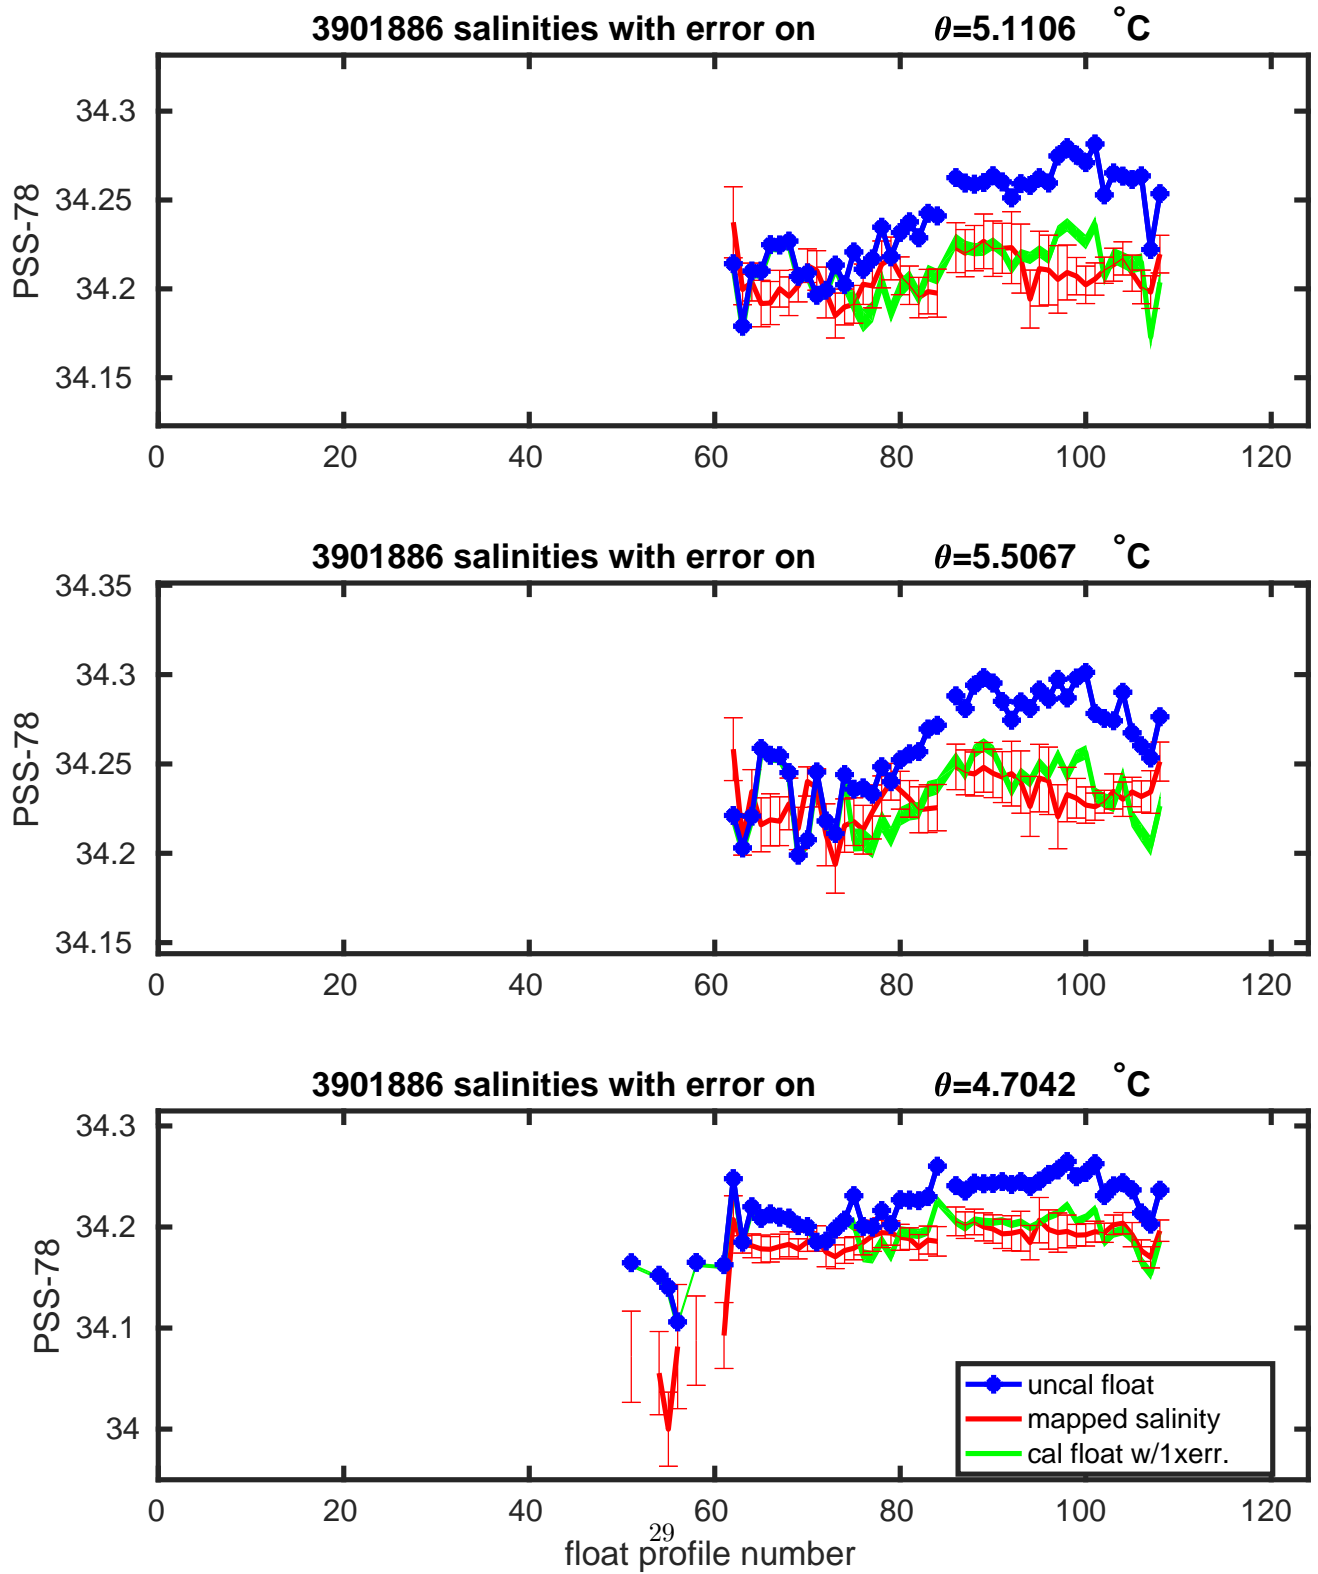 3901886 salinities with error on θ=5.1106 °C
34.3
34.25
34.2
34.15
PSS-78
0 20 40 60 80 100 120
3901886 salinities with error on θ=5.5067 °C
34.35
34.3
34.25
34.2
34.15
PSS-78
0 20 40 60 80 100 120
3901886 salinities with error on θ=4.7042 °C
34.3
34.2
34.1
34
PSS-78
uncal float
mapped salinity
cal float w/1xerr.
0 20 40 60 80 100 120
29
float profile number